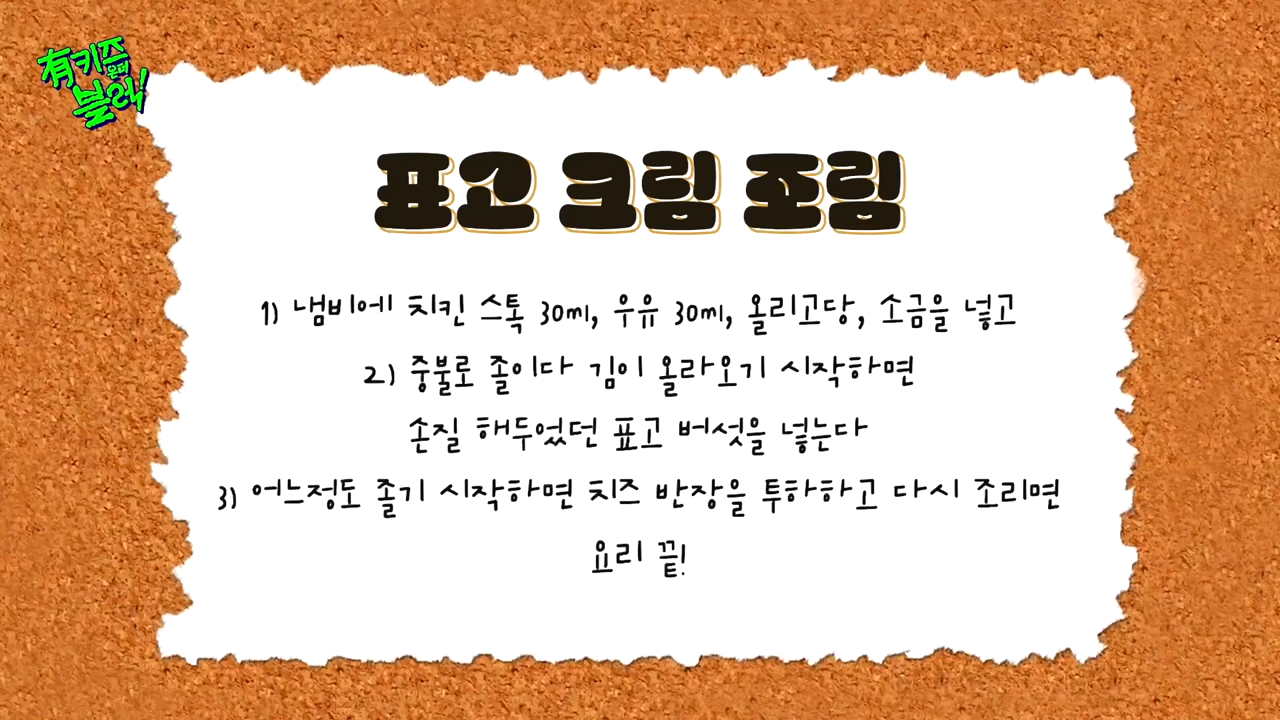 有키즈
온더
블럭!
표고 크림 조림
1) 냄비에 치킨 스톡 30ml, 우유 30ml, 올리고당, 소금을 넣고
2) 중불로 졸이다 김이 올라오기 시작하면
손질 해두었던 표고 버섯을 넣는다
3) 어느정도 졸기 시작하면 치즈 반장을 투하하고 다시 조리면
요리 끝!